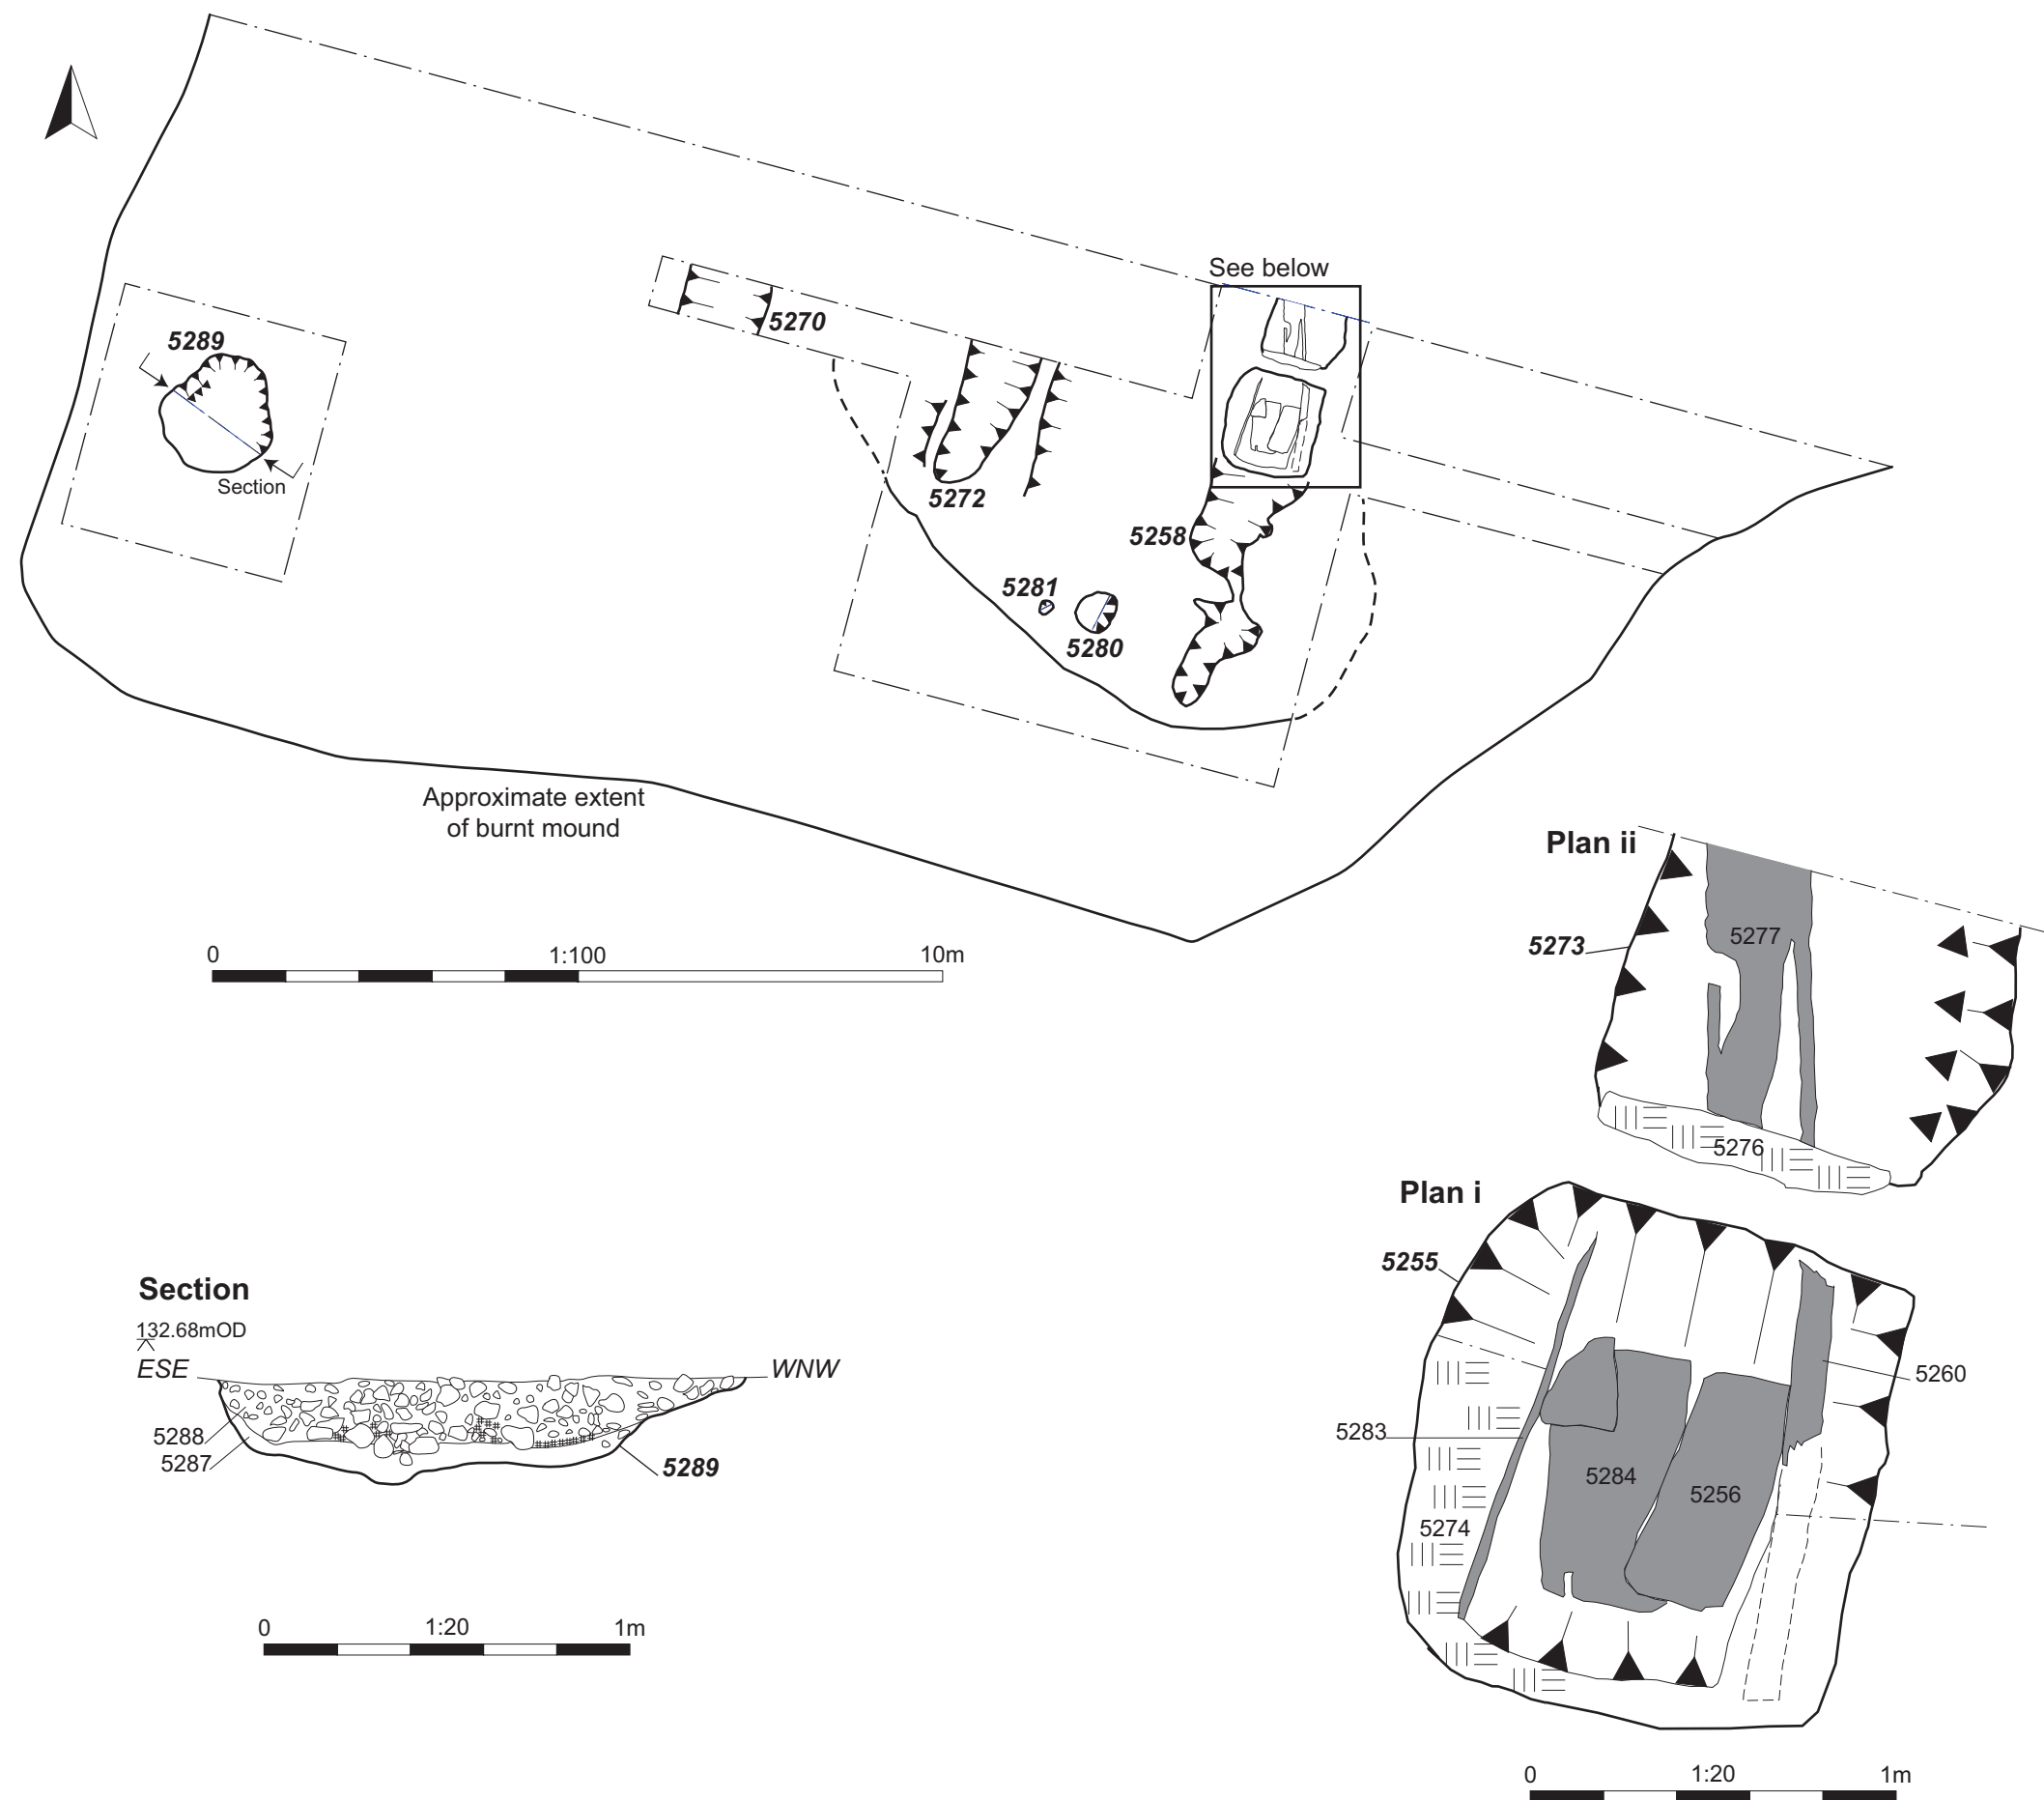 See below
5270
5289
Section
5272
5258
5281
5280
Approximate extent
of burnt mound
0 1:100 10m
Plan ii
5277
5273
5276
Plan i
5255
5260
5283
5284
5256
5274
Section
132.68mOD
ESE WNW
5288
5287
5289
0 1:20 1m
0 1:20 1m